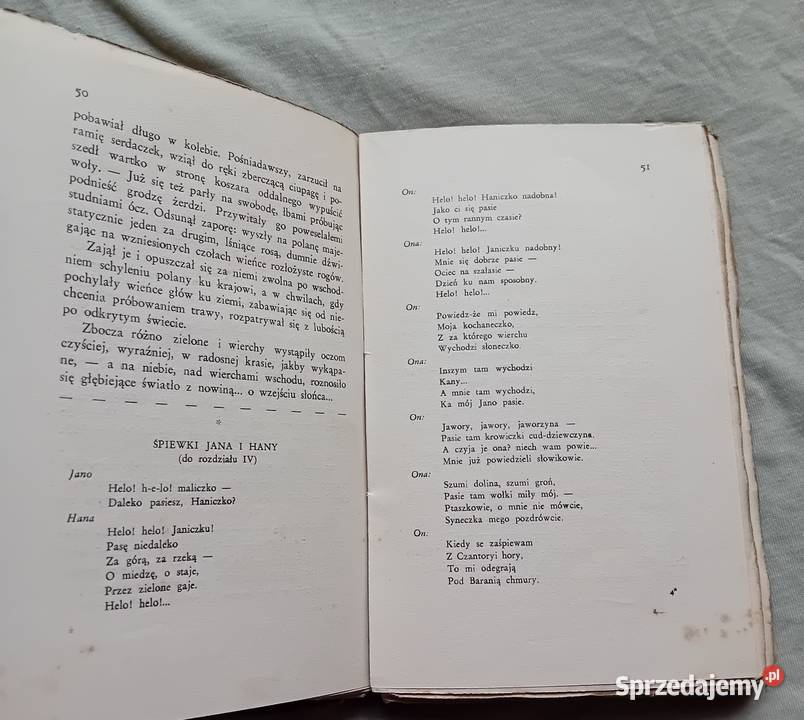 50
pobawiał długo w kolebie. Pośniadawszy, zarzucił na
ramię serdaczek, wziął do ręki zberczącą ciupagę i po-
szedł wartko w stronę koszara oddalnego wypuścić
woły. — Już się też parły na swobodę, łbami próbując
podnieść grodzę żerdzi. Przywitały go poweselałemi
studniami ócz. Odsunął zaporę: wyszły na polanę maje-
statycznie jeden za drugim, lśniące rosą, dumnie dźwi-
gając na wzniesionych czołach wieńce rozłożyste rogów.
Zajął je i opuszczał się za niemi zwolna po wschod-
niem schyleniu polany ku krajowi, a w chwilach, gdy
pochylały wieńce głów ku ziemi, zabawiając się od nie-
chcenia próbowaniem trawy, rozpatrywał się z lubością
po odkrytym świecie.
Zbocza różno zielone i wierchy wystąpiły oczom
czyściej, wyraźniej, w radosnej krasie, jakby wykąpa-
ne, — a na niebie, nad wierchami wschodu, roznosiło
się głębiejące światło z nowiną... o wzejściu słońca...
— — — — — — — — — — — —
*
ŚPIEWKI JANA I HANY
(do rozdziału IV)
Jano
Helo! h-e-lo! maliczko —
Daleko pasiesz, Haniczko?
Hana
Helo! helo! Janiczku!
Pasę niedaleko
Za górą, za rzeką —
O miedzę, o staje,
Przez zielone gaje.
Helo! helo!...
*
51
On:
Helo! helo! Haniczko nadobna!
Jako ci się pasie
O tym rannym czasie?
Helo! helo!...
Ona:
Helo! helo! Janiczku nadobny!
Mnie się dobrze pasie —
Ociec na szałasie —
Dzień ku nam sposobny.
Helo! helo!...
On:
Powiedz-że mi powiedz,
Moja kochaneczko,
Z za którego wierchu
Wychodzi słoneczko.
Ona:
Inszym tam wychodzi
Kany...
A mnie tam wychodzi,
Ka mój Jano pasie.
On:
Jawory, jawory, jaworzyna —
Pasie tam krowiczki cud-dziewczyna.
A czyja je ona? niech wam powie...
Mnie już powiedzieli słowikowie.
Ona:
Szumi dolina, szumi groń,
Pasie tam wołki miły mój. —
Ptaszkowie, o mnie nie mówcie,
Syneczka mego pozdrówcie.
On:
Kiedy se zaśpiewam
Z Czantoryi hory,
To mi odegrają
Pod Baranią chmury.
4*
Sprzedajemy.pl